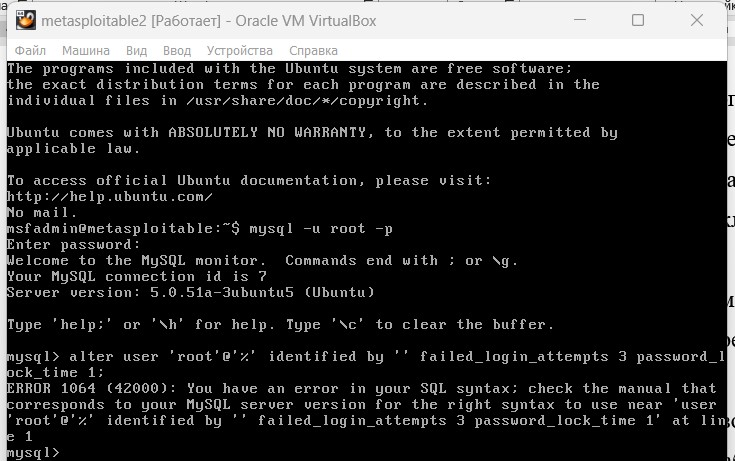 metasploitable2 [Работает] - Oracle VM VirtualBox
Файл Машина Вид Ввод Устройства Справка
The programs included with the Ubuntu system are free software;
the exact distribution terms for each program are described in the
individual files in /usr/share/doc/*/copyright.
Ubuntu comes with ABSOLUTELY NO WARRANTY, to the extent permitted by
applicable law.
To access official Ubuntu documentation, please visit:
http://help.ubuntu.com/
No mail.
msfadmin@metasploitable:~$ mysql -u root -p
Enter password:
Welcome to the MySQL monitor.  Commands end with ; or \g.
Your MySQL connection id is 7
Server version: 5.0.51a-3ubuntu5 (Ubuntu)
Type 'help;' or '\h' for help. Type '\c' to clear the buffer.
mysql> alter user 'root'@'%' identified by '' failed_login_attempts 3 password_l
ock_time 1;
ERROR 1064 (42000): You have an error in your SQL syntax; check the manual that
corresponds to your MySQL server version for the right syntax to use near 'user
'root'@'%' identified by '' failed_login_attempts 3 password_lock_time 1' at lin
e 1
mysql>